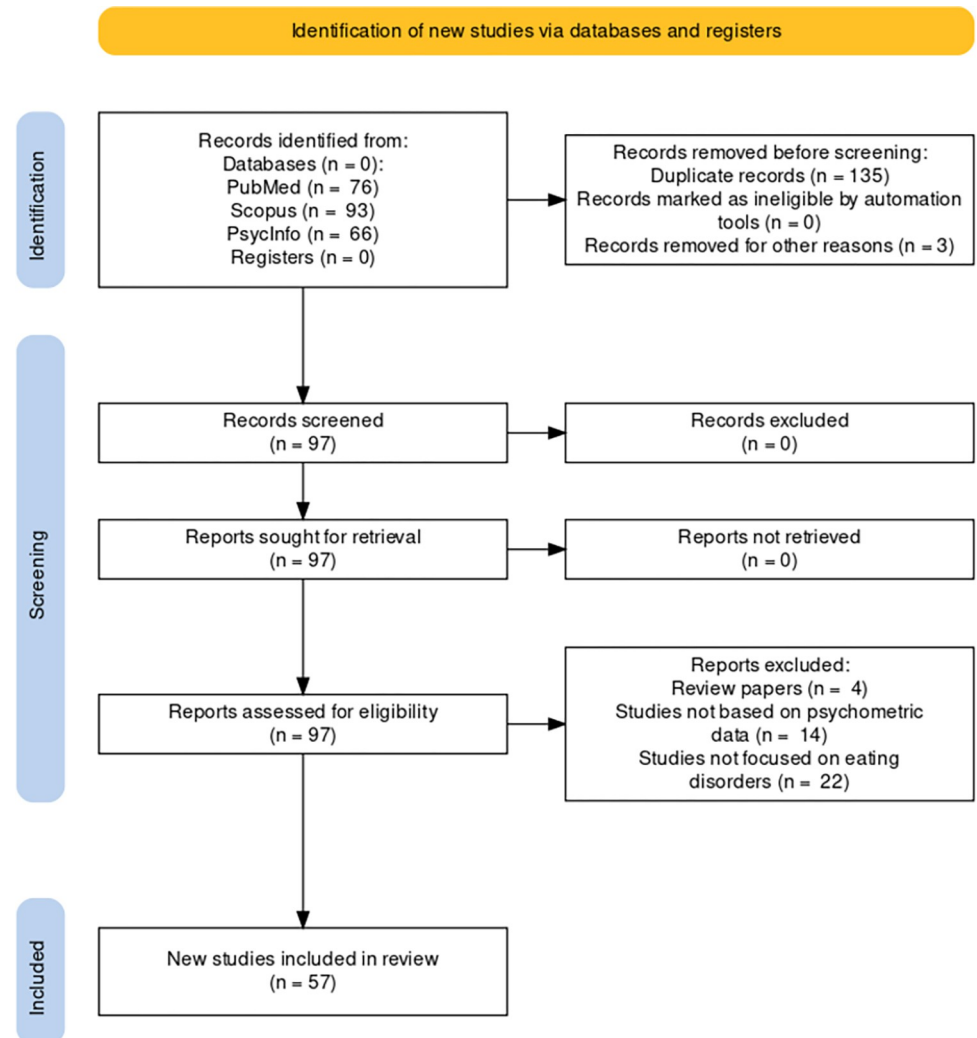 Identification of new studies via databases and registers
Identification
Records identified from:
Databases (n = 0):
PubMed (n = 76)
Scopus (n = 93)
PsycInfo (n = 66)
Registers (n = 0)
Records removed before screening:
Duplicate records (n = 135)
Records marked as ineligible by automation
tools (n = 0)
Records removed for other reasons (n = 3)
Screening
Records screened
(n = 97)
Records excluded
(n = 0)
Reports sought for retrieval
(n = 97)
Reports not retrieved
(n = 0)
Reports assessed for eligibility
(n = 97)
Reports excluded:
Review papers (n = 4)
Studies not based on psychometric
data (n = 14)
Studies not focused on eating
disorders (n = 22)
Included
New studies included in review
(n = 57)